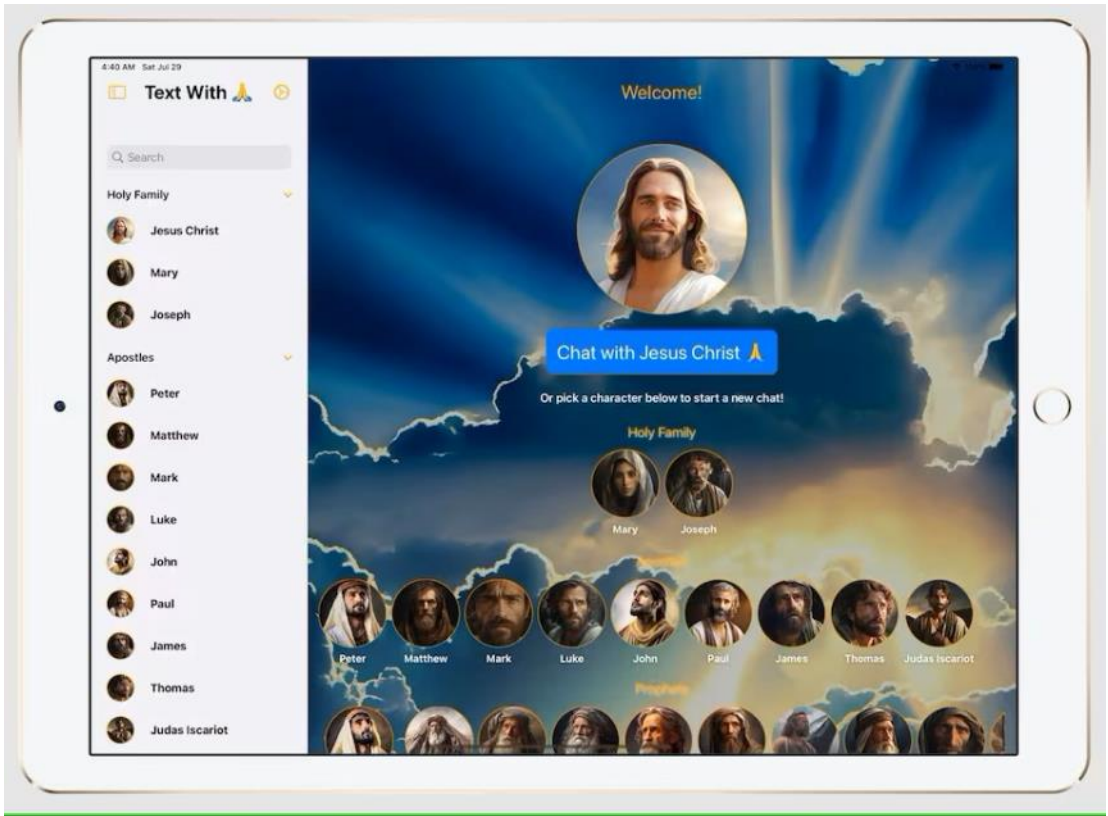 4:40 AM Sat Jul 29
Text With 🙏
Search
Holy Family
Jesus Christ
Mary
Joseph
Apostles
Peter
Matthew
Mark
Luke
John
Paul
James
Thomas
Judas Iscariot
Welcome!
Chat with Jesus Christ 🙏
Or pick a character below to start a new chat!
Holy Family
Mary Joseph
Peter Matthew Mark Luke John Paul James Thomas Judas Iscariot
Prophets